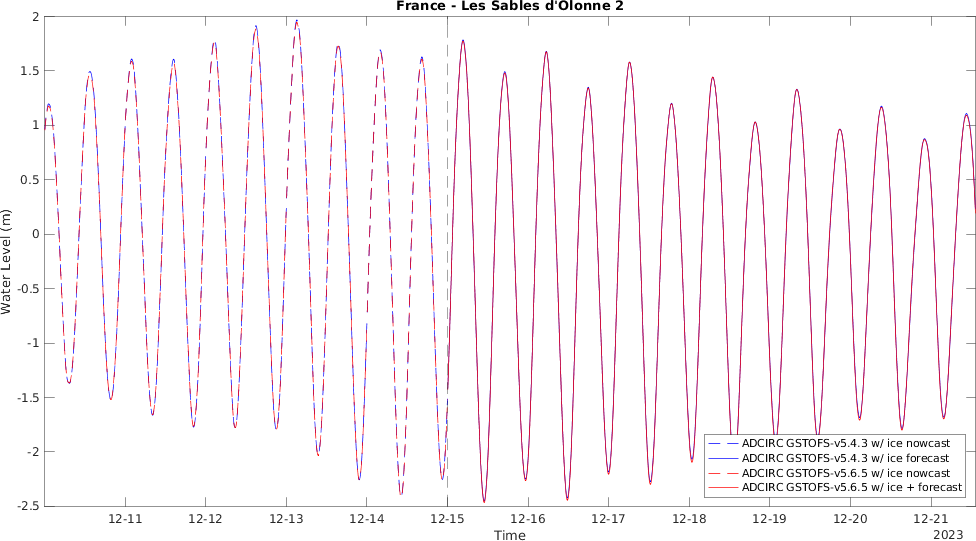 France - Les Sables d'Olonne 2
2
1.5
1
0.5
0
-0.5
-1
-1.5
-2
-2.5
Water Level (m)
ADCIRC GSTOFS-v5.4.3 w/ ice nowcast
ADCIRC GSTOFS-v5.4.3 w/ ice forecast
ADCIRC GSTOFS-v5.6.5 w/ ice nowcast
ADCIRC GSTOFS-v5.6.5 w/ ice + forecast
12-11 12-12 12-13 12-14 12-15 12-16 12-17 12-18 12-19 12-20 12-21
Time
2023